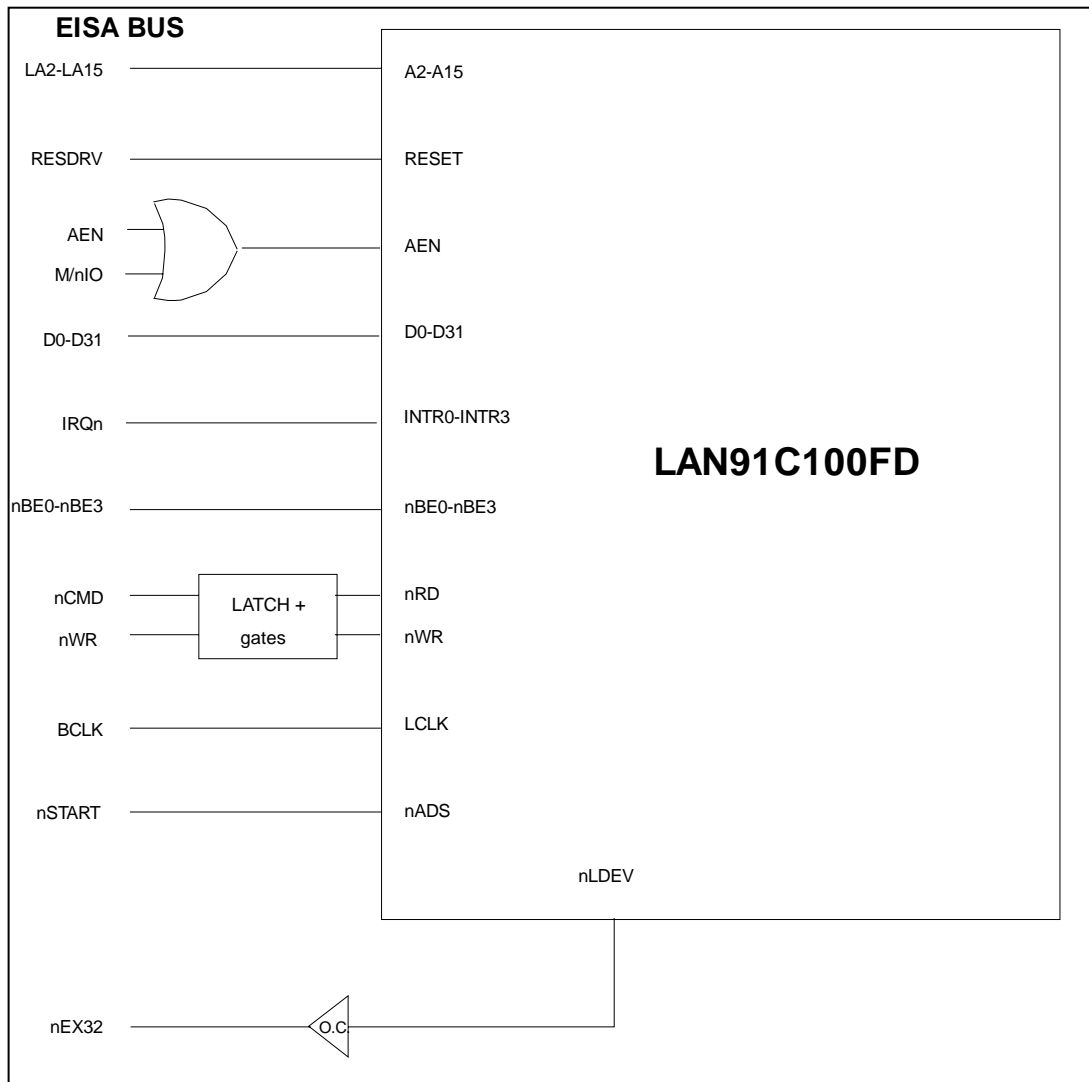 EISA BUS
LA2-LA15 A2-A15
RESDRV RESET
AEN
AEN
M/nIO
D0-D31 D0-D31
IRQn INTR0-INTR3
LAN91C100FD
nBE0-nBE3 nBE0-nBE3
nCMD LATCH + nRD
nWR gates nWR
BCLK LCLK
nSTART nADS
nLDEV
nEX32 O.C.